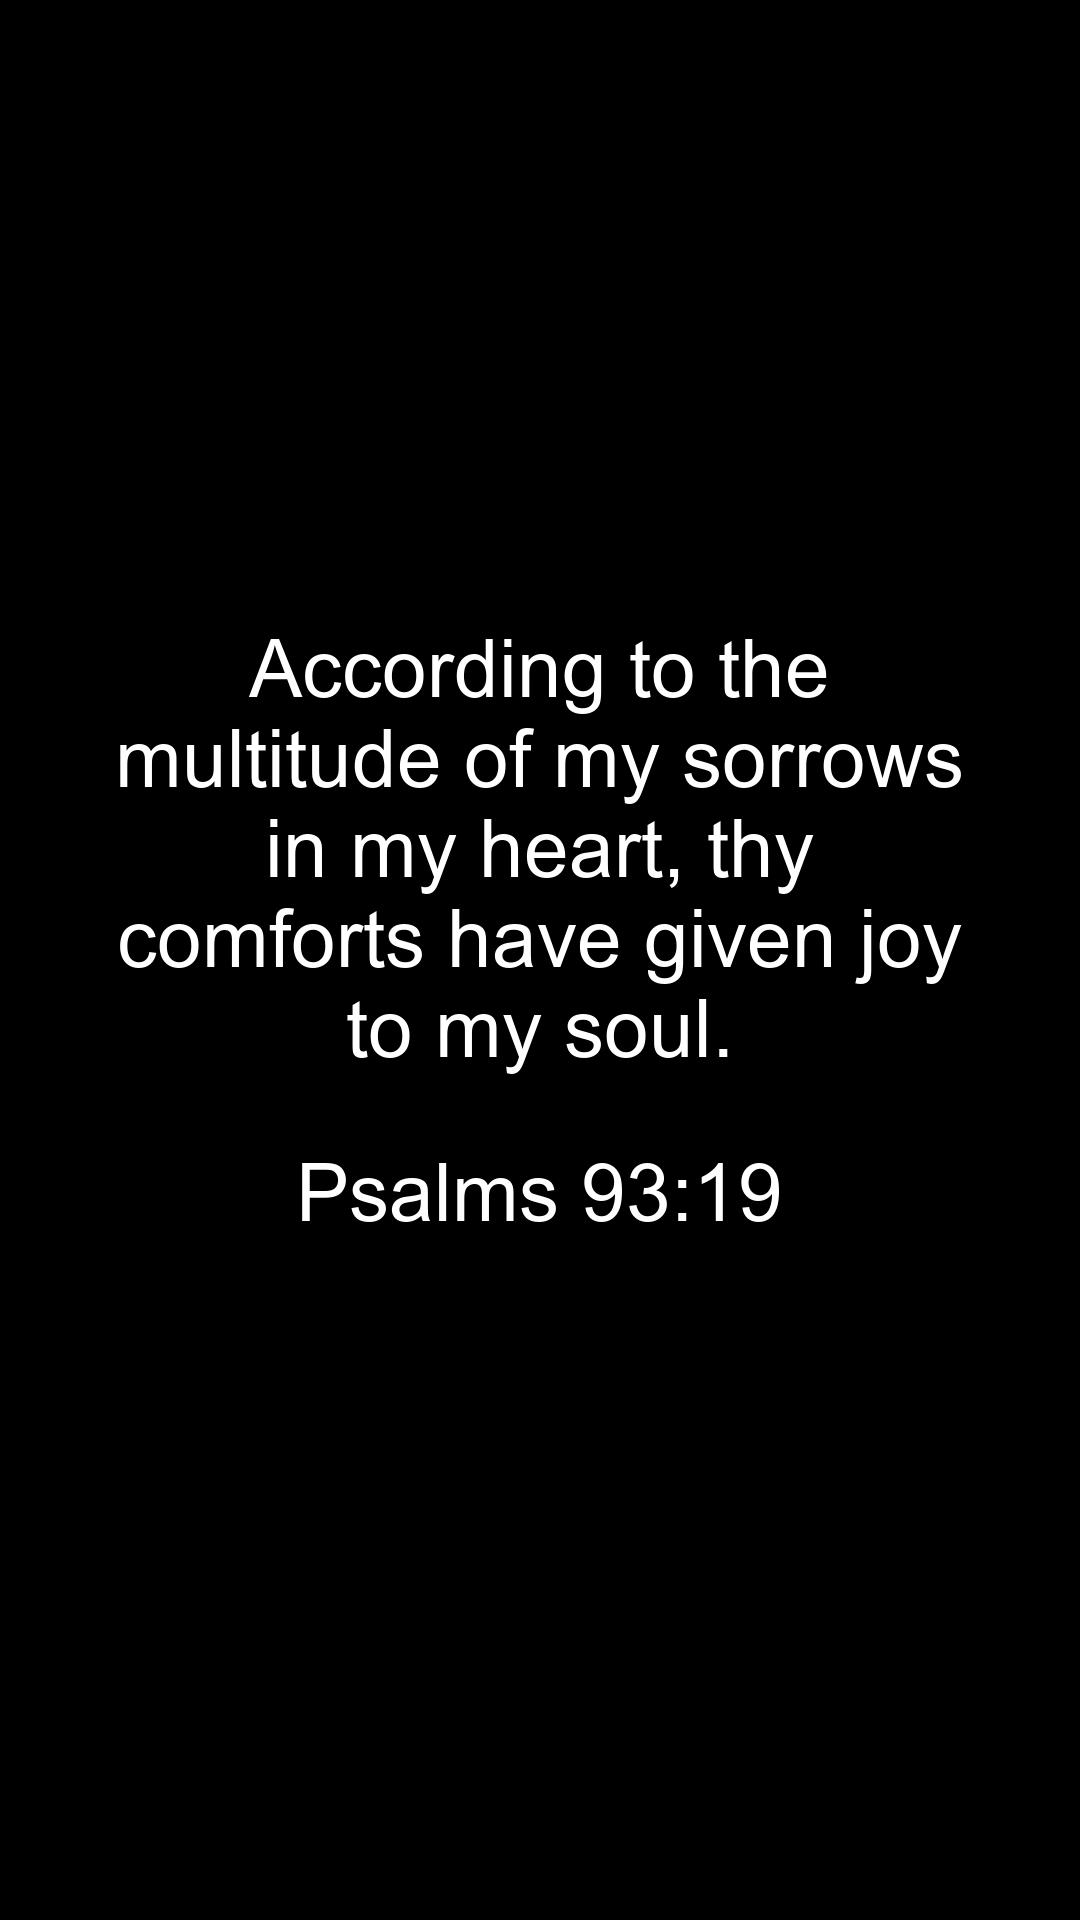 According to the
multitude of my sorrows
in my heart, thy
comforts have given joy
to my soul.
Psalms 93:19